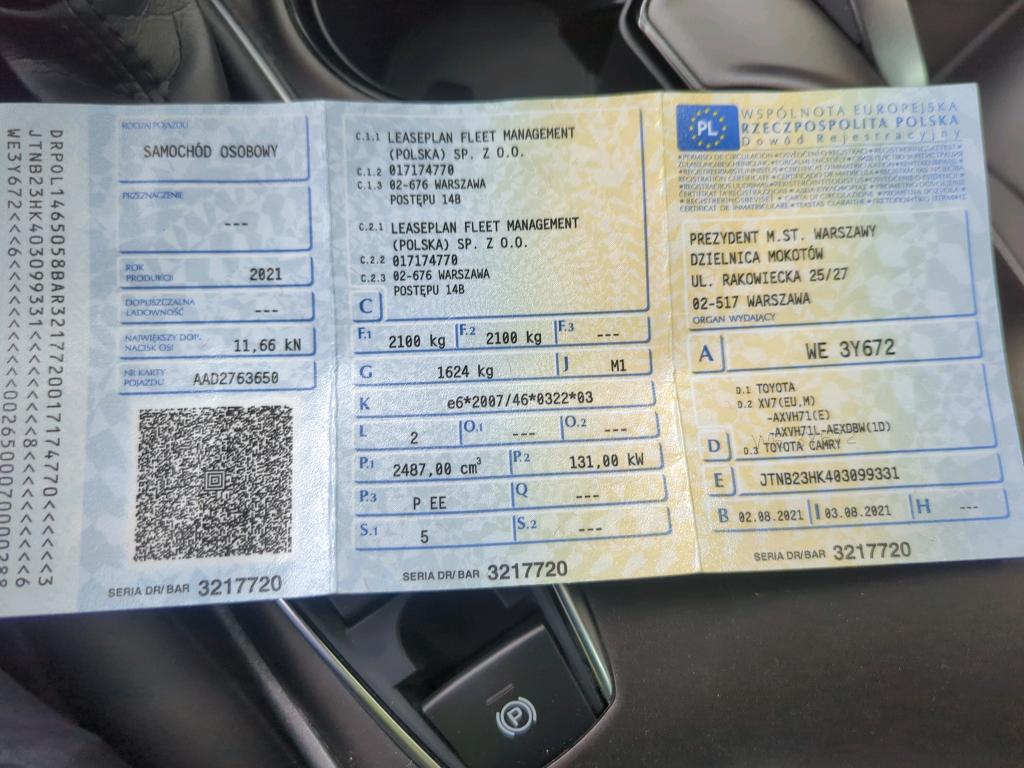 DRPOL1465058BAR3217720017174770<<<<<3
JTNB23HK403099331<<<<<<8<<<<<<<<<<<<
WE3Y672<<6<<<<<<<<<<<<<<
RODZAJ POJAZDU
SAMOCHÓD OSOBOWY
PRZEZNACZENIE
---
ROK PRODUKCJI 2021
DOPUSZCZALNA ŁADOWNOŚĆ ---
NAJWIĘKSZY DOP. NACISK OSI 11,66 kN
NR KARTY POJAZDU AAD2763650
SERIA DR/BAR 3217720
C.1.1 LEASEPLAN FLEET MANAGEMENT
(POLSKA) SP. Z O.O.
C.1.2 017174770
C.1.3 02-676 WARSZAWA
POSTĘPU 14B
C.2.1 LEASEPLAN FLEET MANAGEMENT
(POLSKA) SP. Z O.O.
C.2.2 017174770
C.2.3 02-676 WARSZAWA
POSTĘPU 14B
C
F.1 2100 kg F.2 2100 kg F.3 ---
G 1624 kg J M1
K e6*2007/46*0322*03
L 2 O.1 --- O.2 ---
P.1 2487,00 cm³ P.2 131,00 kW
P.3 P EE Q ---
S.1 5 S.2 ---
SERIA DR/BAR 3217720
PL
WSPÓLNOTA EUROPEJSKA
RZECZPOSPOLITA POLSKA
Dowód Rejestracyjny
PREZYDENT M.ST. WARSZAWY
DZIELNICA MOKOTÓW
UL. RAKOWIECKA 25/27
02-517 WARSZAWA
ORGAN WYDAJĄCY
A WE 3Y672
D.1 TOYOTA
D.2 XV7(EU,M)
-AXVH71(E)
-AXVH71L-AEXDBW(1D)
D D.3 TOYOTA CAMRY
E JTNB23HK403099331
B 02.08.2021 I 03.08.2021 H ---
SERIA DR/BAR 3217720
P